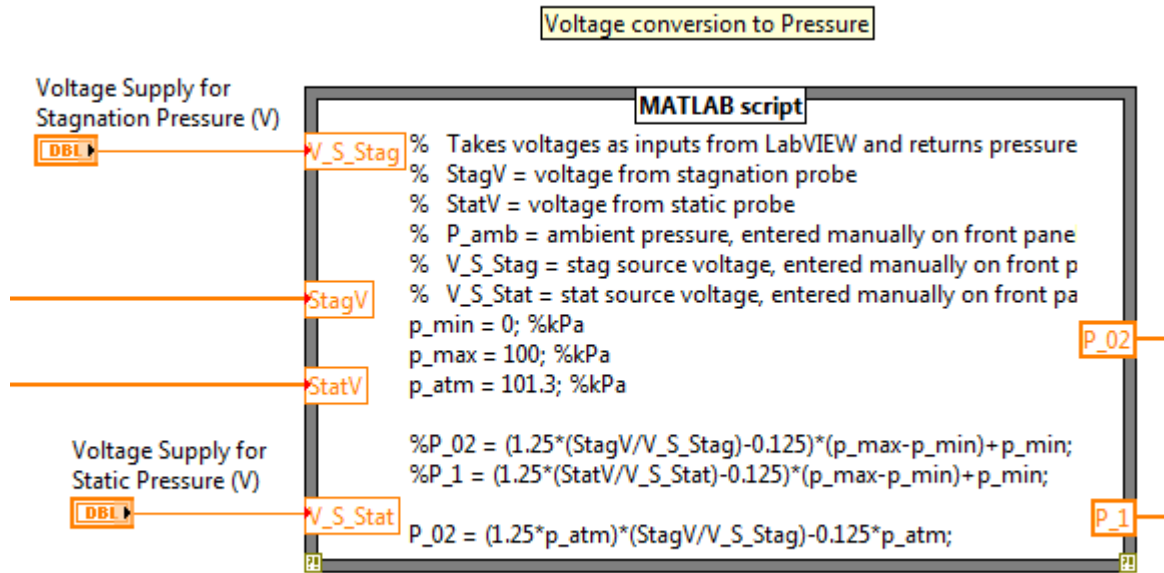 Voltage conversion to Pressure
Voltage Supply for
Stagnation Pressure (V)
DBL
MATLAB script
V_S_Stag
% Takes voltages as inputs from LabVIEW and returns pressure
% StagV = voltage from stagnation probe
% StatV = voltage from static probe
% P_amb = ambient pressure, entered manually on front pane
% V_S_Stag = stag source voltage, entered manually on front p
% V_S_Stat = stat source voltage, entered manually on front pa
StagV
p_min = 0; %kPa
p_max = 100; %kPa
p_atm = 101.3; %kPa
P_02
StatV
%P_02 = (1.25*(StagV/V_S_Stag)-0.125)*(p_max-p_min)+p_min;
%P_1 = (1.25*(StatV/V_S_Stat)-0.125)*(p_max-p_min)+p_min;
Voltage Supply for
Static Pressure (V)
DBL
V_S_Stat
P_02 = (1.25*p_atm)*(StagV/V_S_Stag)-0.125*p_atm;
P_1